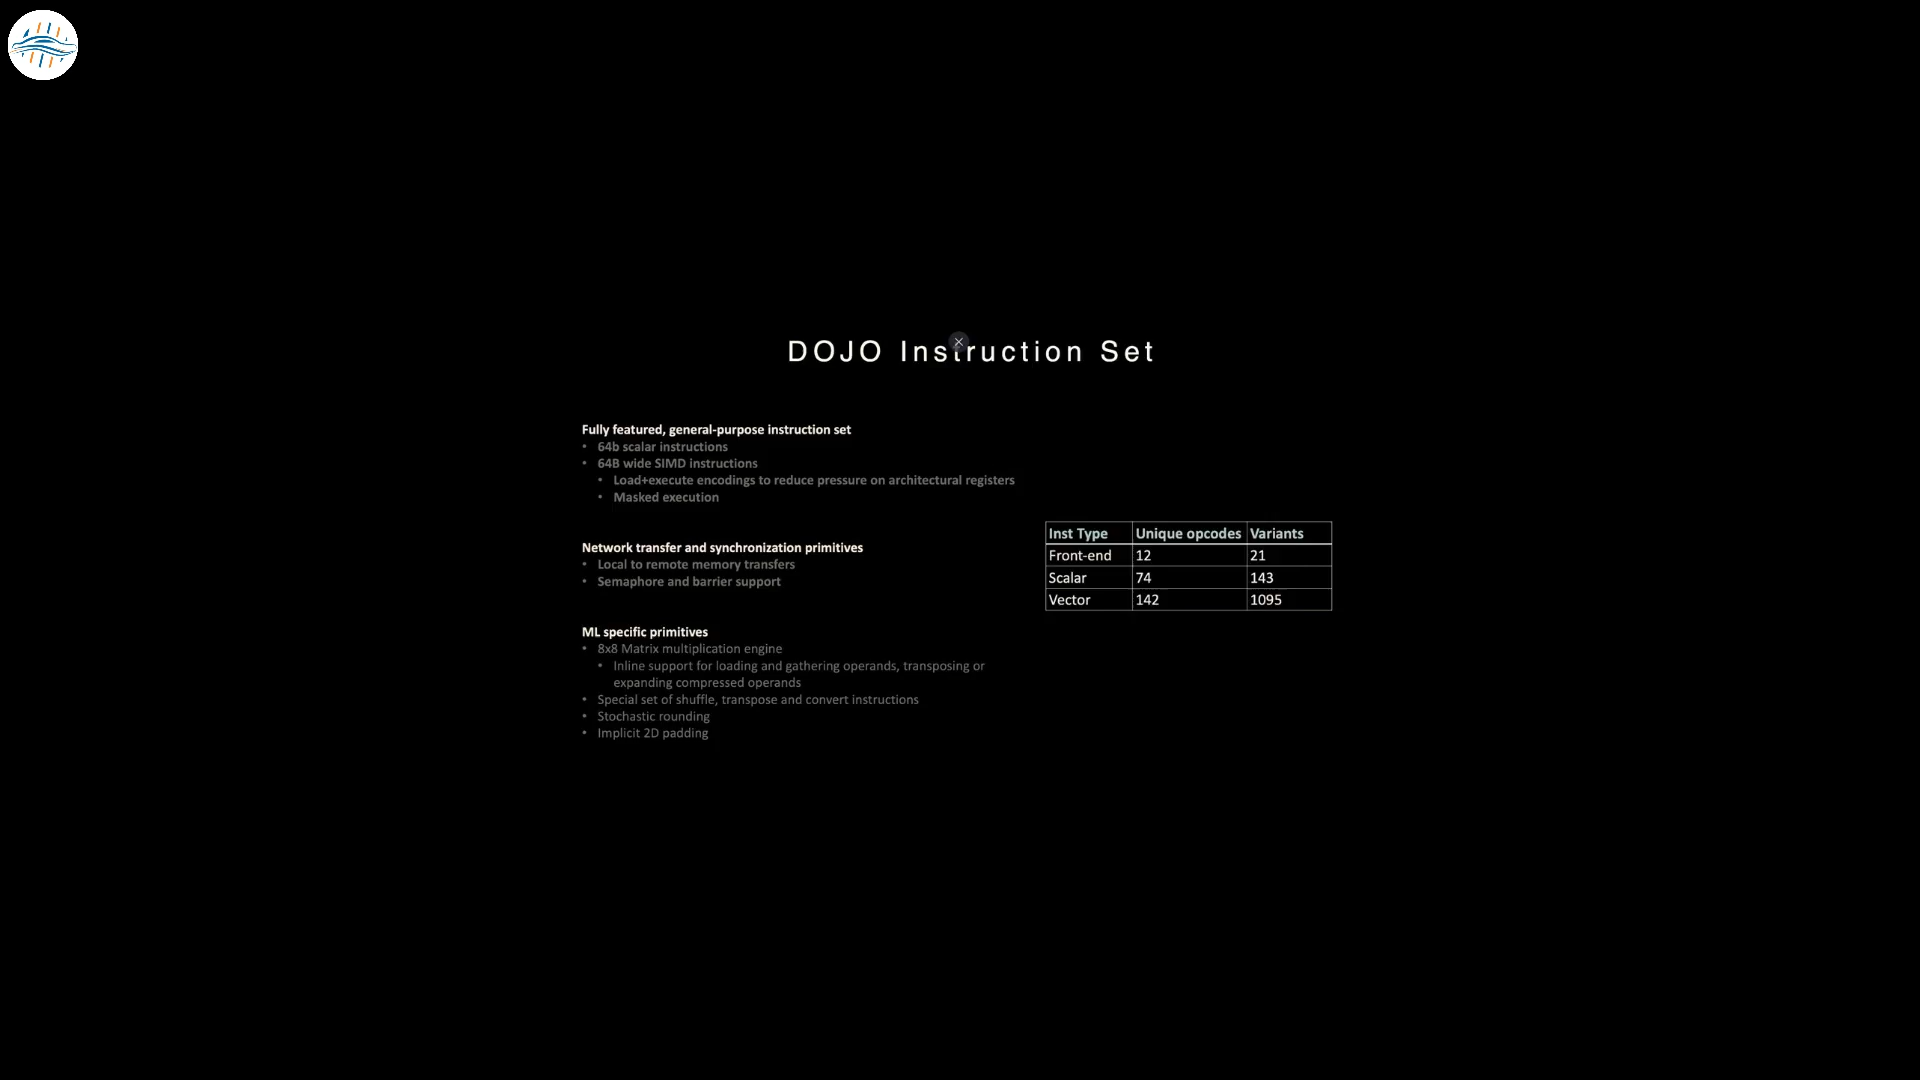 DOJO Instruction Set
Fully featured, general-purpose instruction set
• 64b scalar instructions
• 64B wide SIMD instructions
• Load+execute encodings to reduce pressure on architectural registers
• Masked execution
Network transfer and synchronization primitives
• Local to remote memory transfers
• Semaphore and barrier support
ML specific primitives
• 8x8 Matrix multiplication engine
• Inline support for loading and gathering operands, transposing or
expanding compressed operands
• Special set of shuffle, transpose and convert instructions
• Stochastic rounding
• Implicit 2D padding
Inst Type Unique opcodes Variants
Front-end 12 21
Scalar 74 143
Vector 142 1095